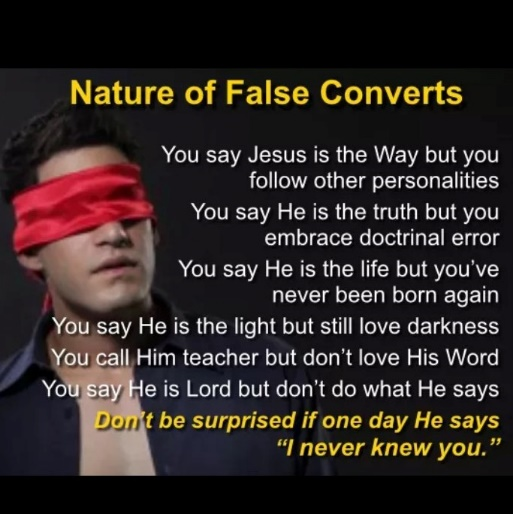 Nature of False Converts
You say Jesus is the Way but you
follow other personalities
You say He is the truth but you
embrace doctrinal error
You say He is the life but you've
never been born again
You say He is the light but still love darkness
You call Him teacher but don't love His Word
You say He is Lord but don't do what He says
Don't be surprised if one day He says
“I never knew you.”